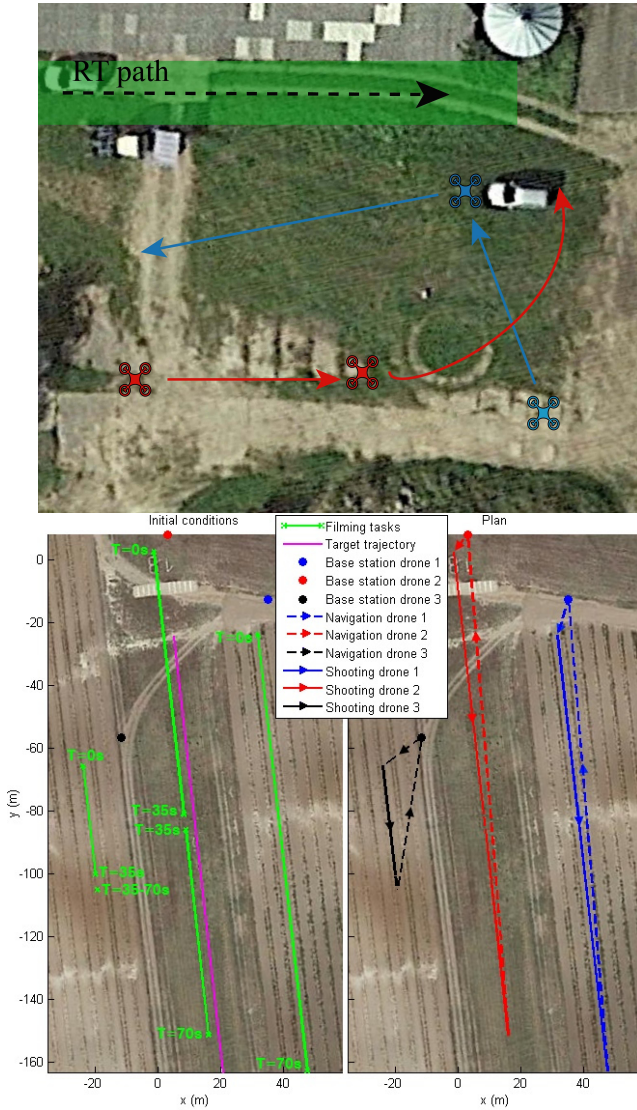 RT path
Initial conditions
Plan
Filming tasks
Target trajectory
Base station drone 1
Base station drone 2
Base station drone 3
Navigation drone 1
Navigation drone 2
Navigation drone 3
Shooting drone 1
Shooting drone 2
Shooting drone 3
T=0s
T=0s
T=0s
T=35s
T=35s
T=35s
T=35-70s
T=70s
T=70s
0
-20
-40
-60
-80
-100
-120
-140
-160
y (m)
-20 0 20 40
x (m)
-20 0 20 40
x (m)